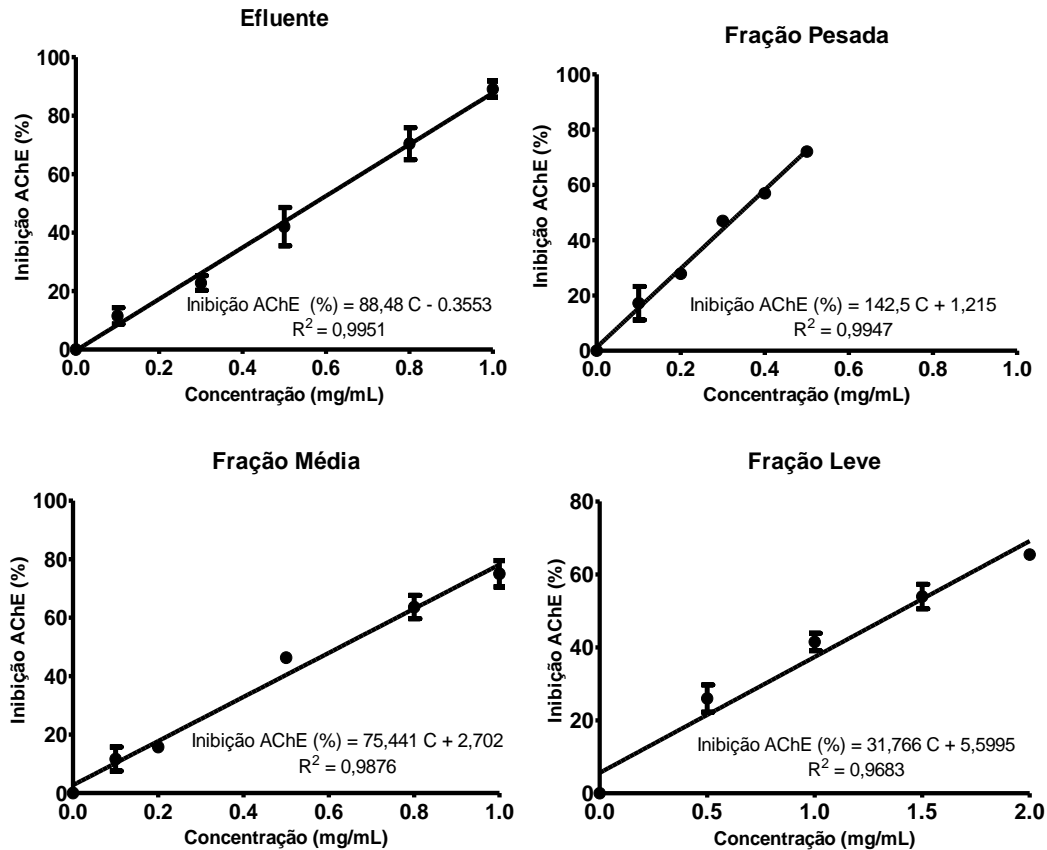 Efluente
Inibição AChE (%)
100
80
60
40
20
0
Inibição AChE (%) = 88,48 C - 0.3553
R² = 0,9951
0.0 0.2 0.4 0.6 0.8 1.0
Concentração (mg/mL)
Fração Pesada
Inibição AChE (%)
100
80
60
40
20
0
Inibição AChE (%) = 142,5 C + 1,215
R² = 0,9947
0.0 0.2 0.4 0.6 0.8 1.0
Concentração (mg/mL)
Fração Média
Inibição AChE (%)
100
80
60
40
20
0
Inibição AChE (%) = 75,441 C + 2,702
R² = 0,9876
0.0 0.2 0.4 0.6 0.8 1.0
Concentração (mg/mL)
Fração Leve
Inibição AChE (%)
80
60
40
20
0
Inibição AChE (%) = 31,766 C + 5,5995
R² = 0,9683
0.0 0.5 1.0 1.5 2.0
Concentração (mg/mL)